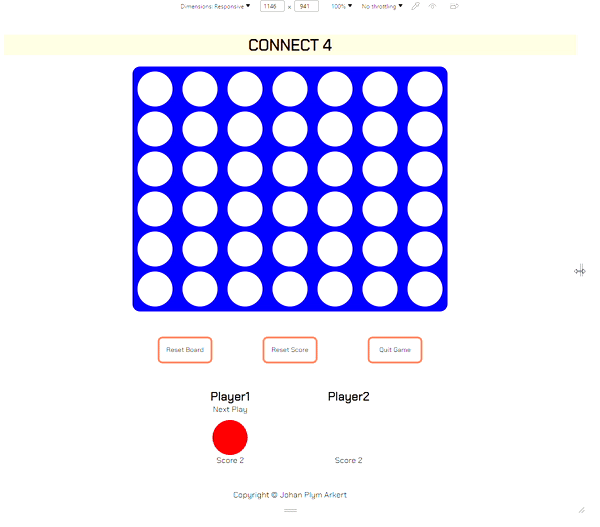 Dimensions: Responsive 1146 x 941 100% No throttling
CONNECT 4
Reset Board Reset Score Quit Game
Player1 Player2
Next Play
Score 2 Score 2
Copyright © Johan Plym Arkert